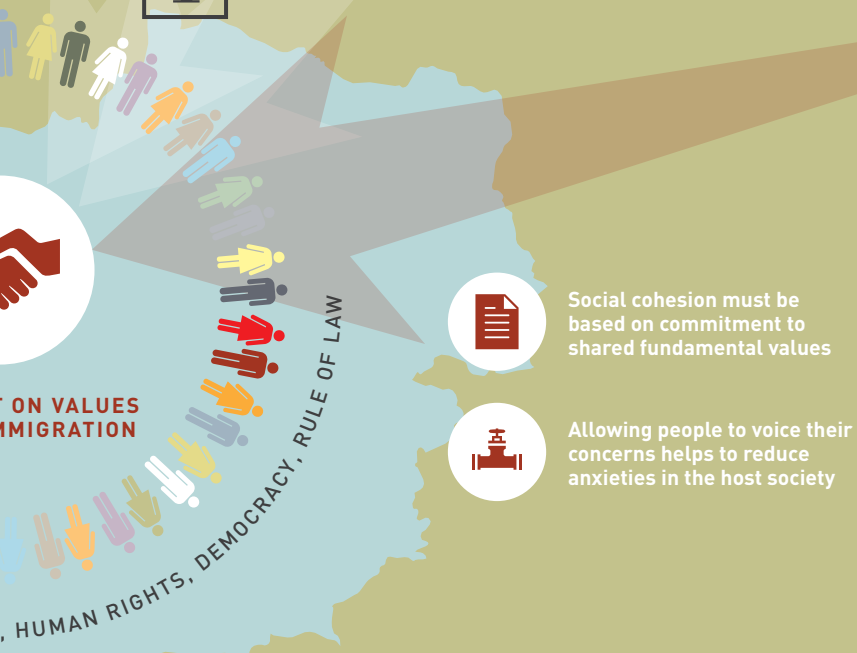 Social cohesion must be
based on commitment to
shared fundamental values
ON VALUES
Allowing people to voice their
concerns helps to reduce
anxieties in the host society
, HUMAN RIGHTS, DEMOCRACY, RULE OF LAW